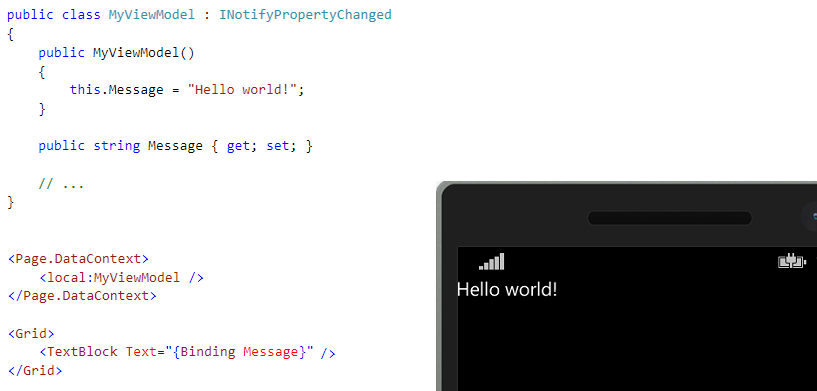 public class MyViewModel : INotifyPropertyChanged
{
    public MyViewModel()
    {
        this.Message = "Hello world!";
    }

    public string Message { get; set; }

    // ...
}

<Page.DataContext>
    <local:MyViewModel />
</Page.DataContext>

<Grid>
    <TextBlock Text="{Binding Message}" />
</Grid>
Hello world!